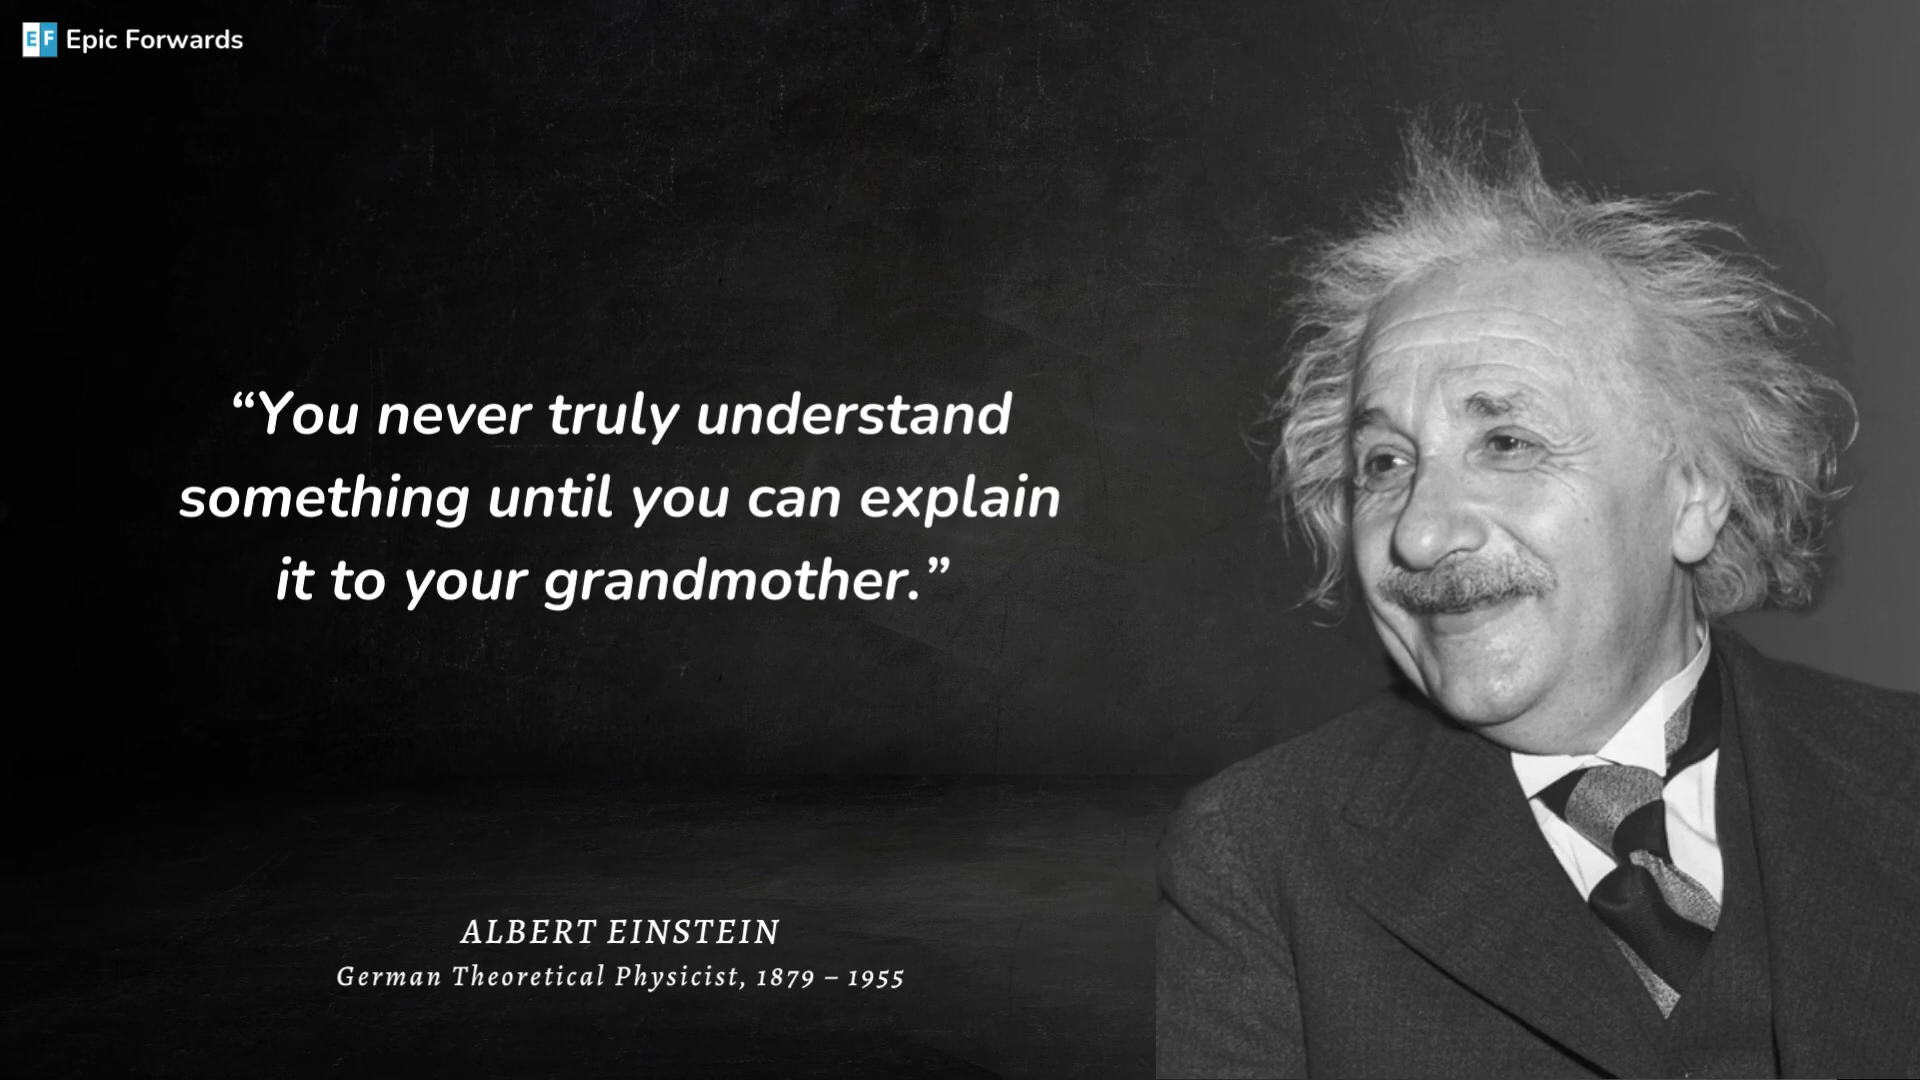 EF Epic Forwards
“You never truly understand
something until you can explain
it to your grandmother.”
ALBERT EINSTEIN
German Theoretical Physicist, 1879 – 1955